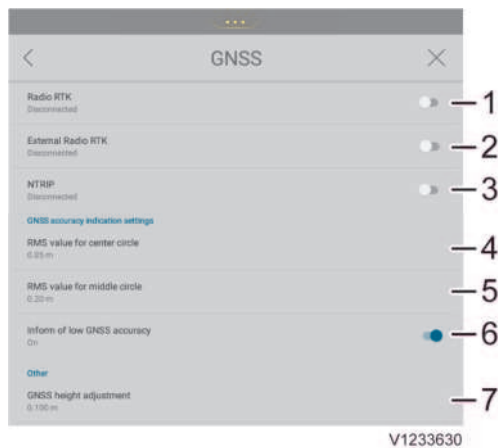 GNSS
Radio RTK
Disconnected
1
External Radio RTK
Disconnected
2
NTRIP
Disconnected
3
GNSS accuracy indication settings
RMS value for center circle
0.05 m
4
RMS value for middle circle
0.20 m
5
Inform of low GNSS accuracy
On
6
Other
GNSS height adjustment
0.100 m
7
V1233630